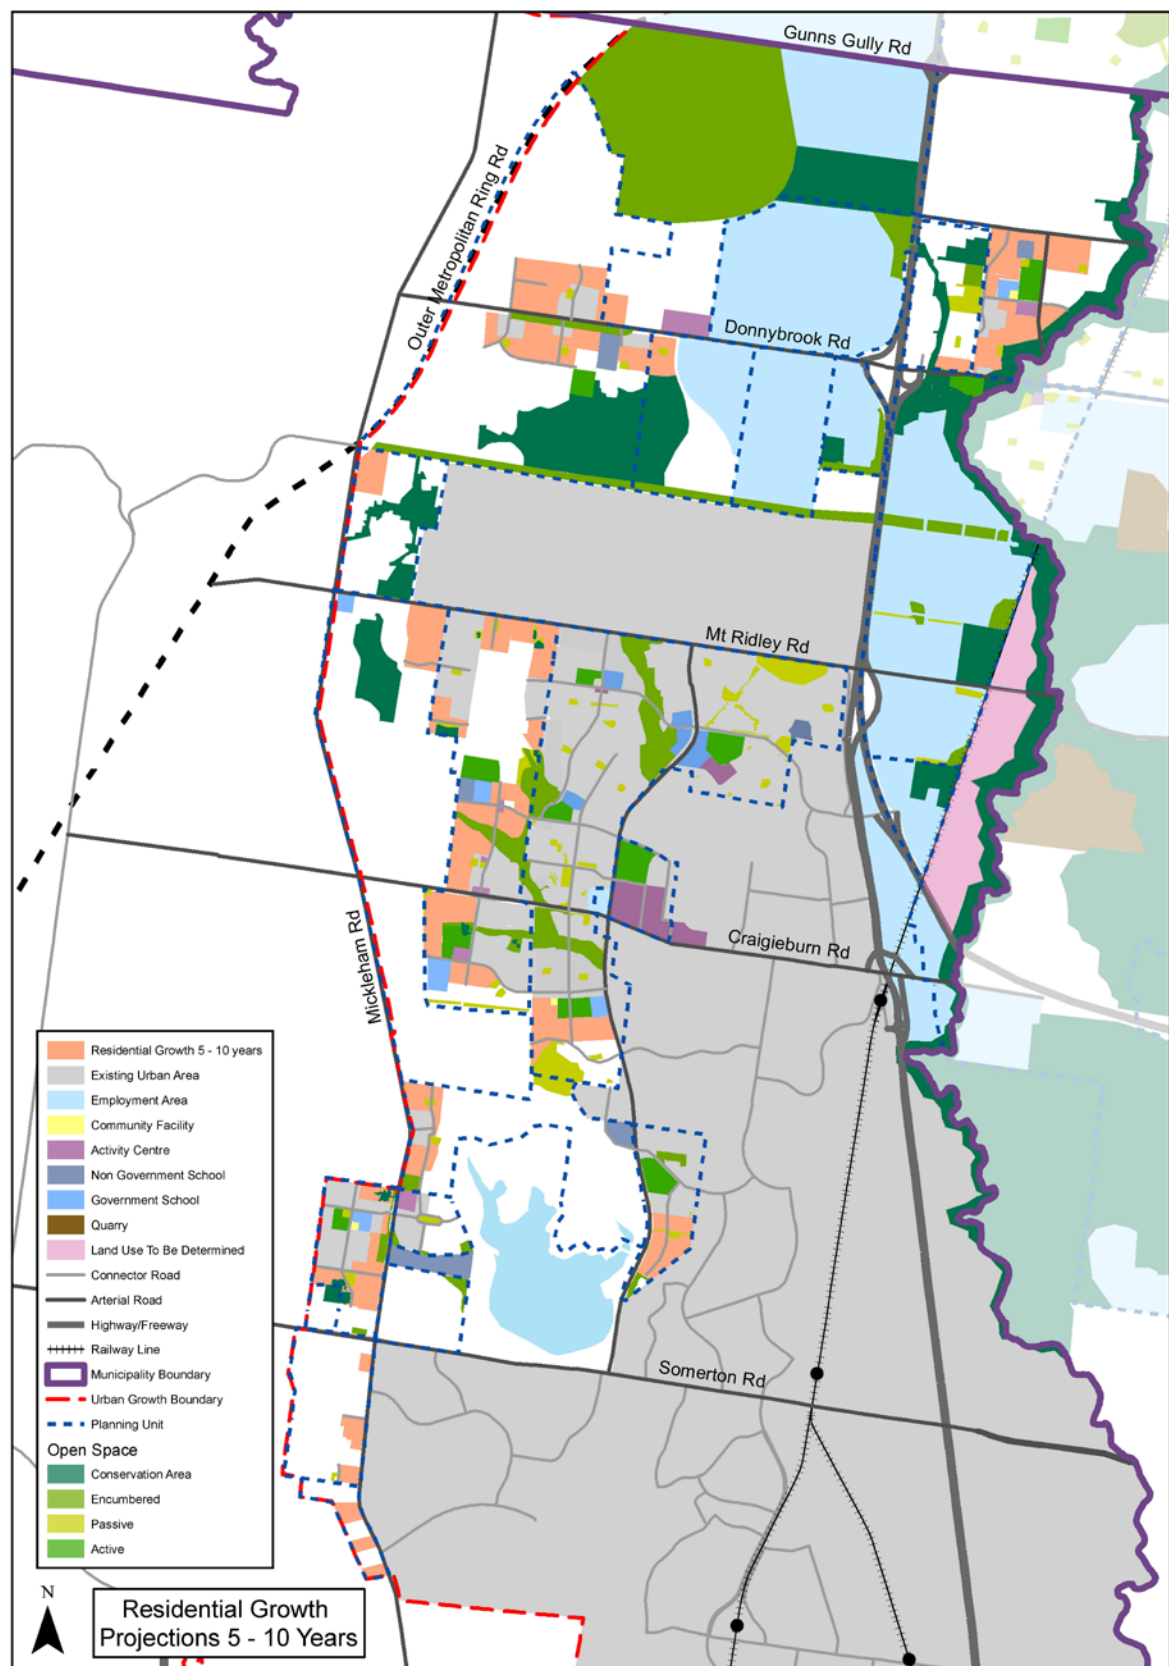 Gunns Gully Rd
Outer Metropolitan Ring Rd
Donnybrook Rd
Mt Ridley Rd
Mickleham Rd
Craigieburn Rd
Somerton Rd
Residential Growth 5 - 10 years
Existing Urban Area
Employment Area
Community Facility
Activity Centre
Non Government School
Government School
Quarry
Land Use To Be Determined
Connector Road
Arterial Road
Highway/Freeway
Railway Line
Municipality Boundary
Urban Growth Boundary
Planning Unit
Open Space
Conservation Area
Encumbered
Passive
Active
N
Residential Growth
Projections 5 - 10 Years